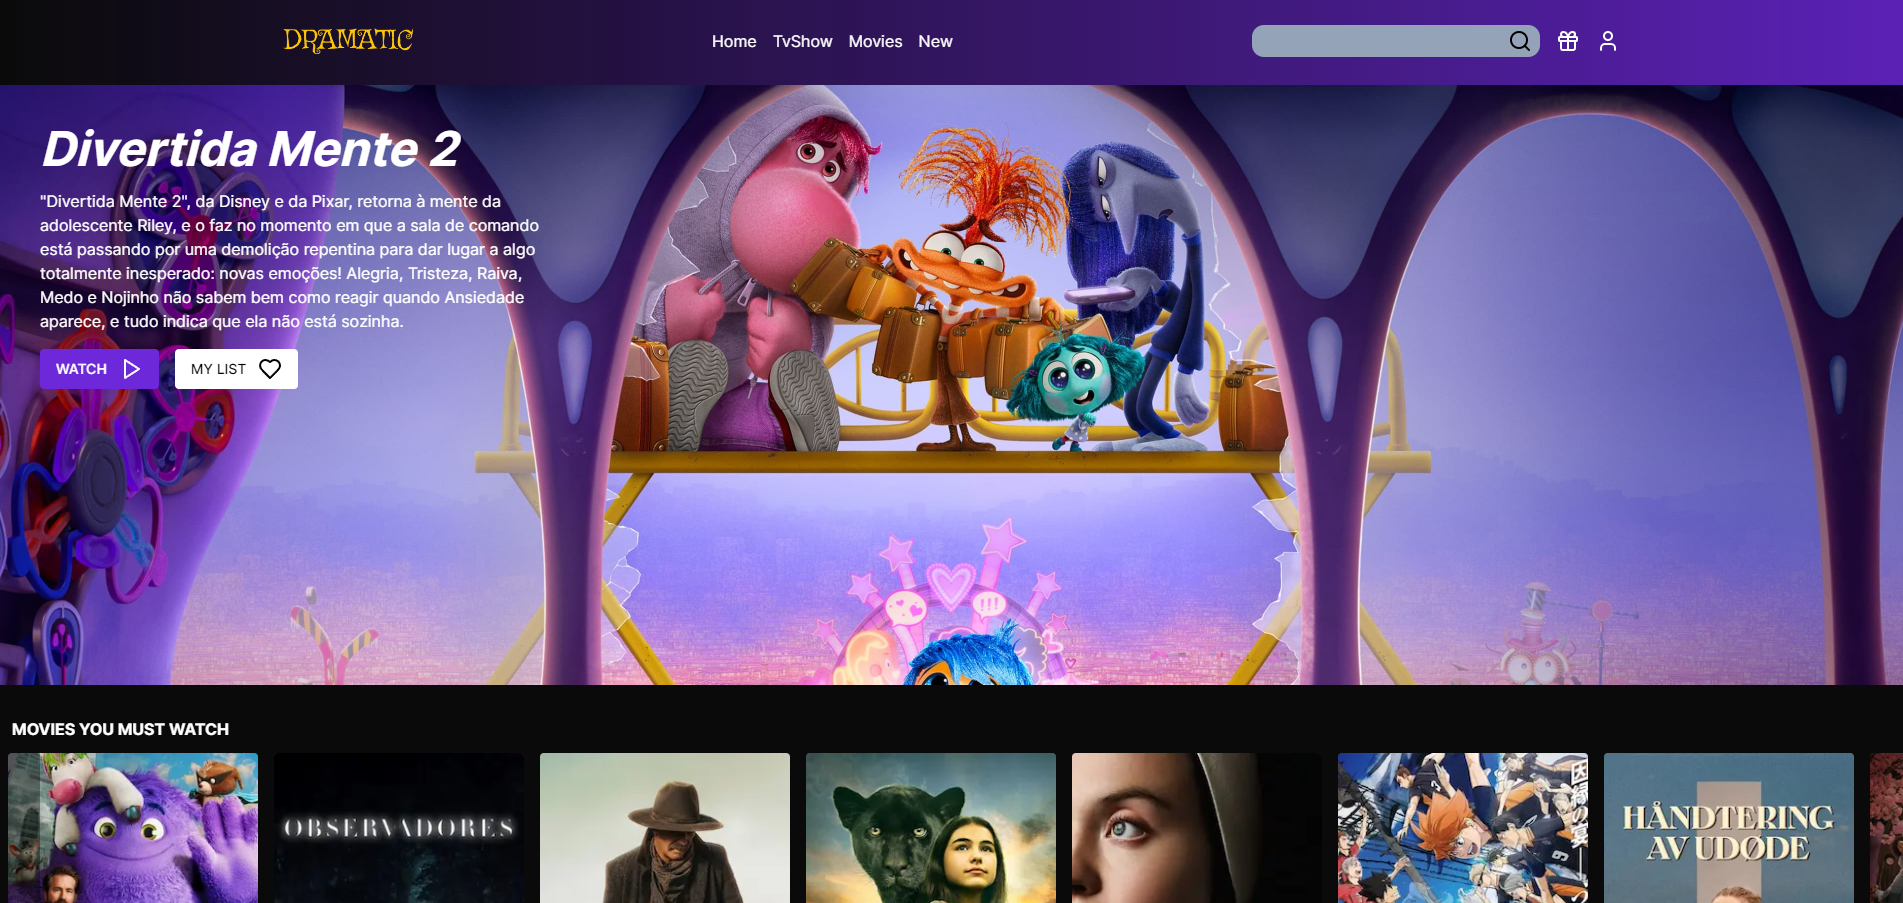 DRAMATIC
Home TvShow Movies New
Divertida Mente 2
"Divertida Mente 2", da Disney e da Pixar, retorna à mente da
adolescente Riley, e o faz no momento em que a sala de comando
está passando por uma demolição repentina para dar lugar a algo
totalmente inesperado: novas emoções! Alegria, Tristeza, Raiva,
Medo e Nojinho não sabem bem como reagir quando Ansiedade
aparece, e tudo indica que ela não está sozinha.
WATCH
MY LIST
!!!
MOVIES YOU MUST WATCH
OBSERVADORES
HÅNDTERING
AV UDØDE